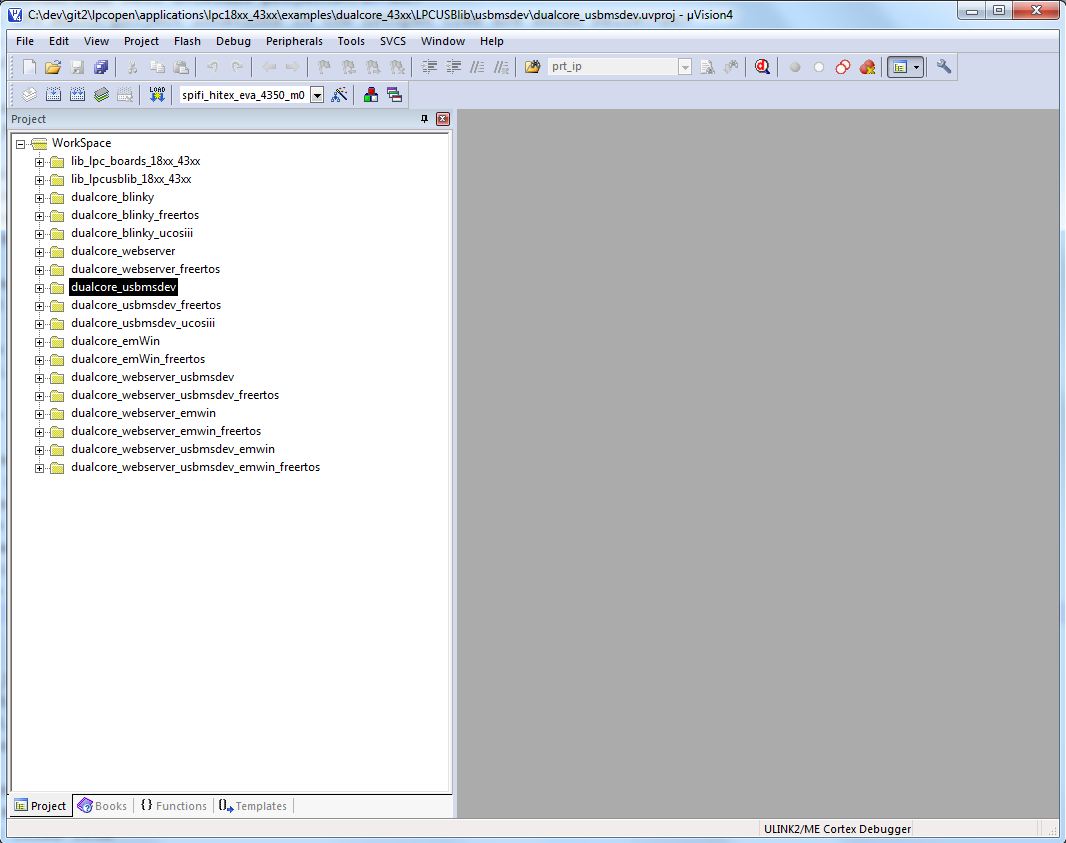 C:\dev\git2\lpcopen\applications\lpc18xx_43xx\examples\dualcore_43xx\LPCUSBlib\usbmsdev\dualcore_usbmsdev.uvproj - µVision4
File Edit View Project Flash Debug Peripherals Tools SVCS Window Help
prt_ip
LOAD spifi_hitex_eva_4350_m0
Project
WorkSpace
lib_lpc_boards_18xx_43xx
lib_lpcusblib_18xx_43xx
dualcore_blinky
dualcore_blinky_freertos
dualcore_blinky_ucosiii
dualcore_webserver
dualcore_webserver_freertos
dualcore_usbmsdev
dualcore_usbmsdev_freertos
dualcore_usbmsdev_ucosiii
dualcore_emWin
dualcore_emWin_freertos
dualcore_webserver_usbmsdev
dualcore_webserver_usbmsdev_freertos
dualcore_webserver_emwin
dualcore_webserver_emwin_freertos
dualcore_webserver_usbmsdev_emwin
dualcore_webserver_usbmsdev_emwin_freertos
Project Books {} Functions Templates
ULINK2/ME Cortex Debugger